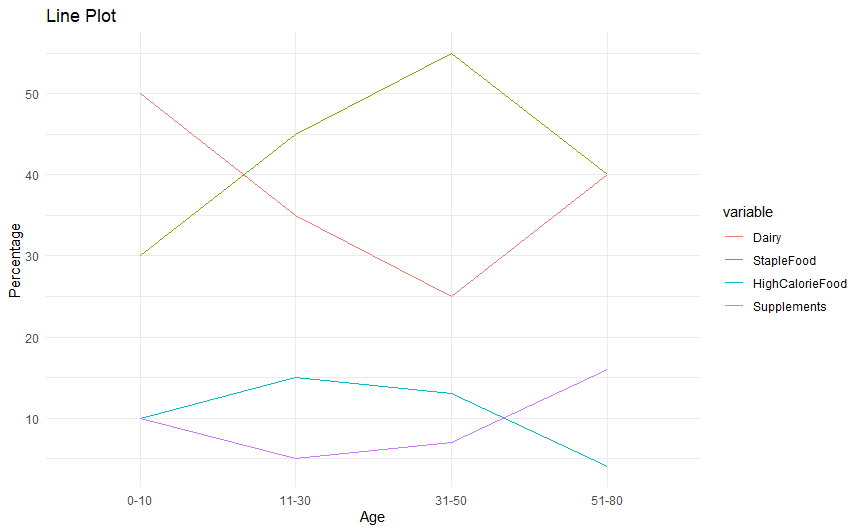 Line Plot
Percentage
50
40
30
20
10
0-10 11-30 31-50 51-80
Age
variable
Dairy
StapleFood
HighCalorieFood
Supplements